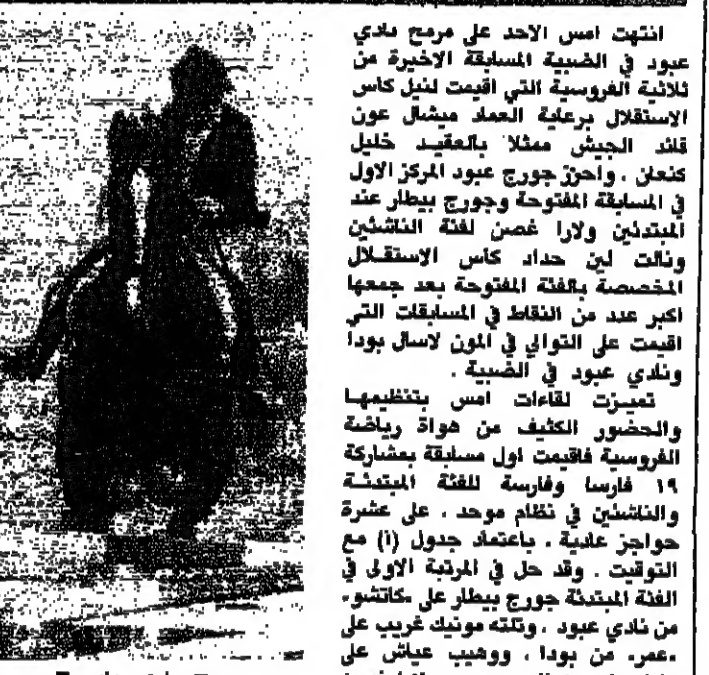 انتهت امس الاحد على مرمح نادي
عبود في الضبية المسابقة الاخيرة من
ثلاثية الفروسية التي اقيمت لنيل كاس
الاستقلال برعاية العماد ميشال عون
قائد الجيش ممثلا بالعقيد خليل
كنعان . واحرز جورج عبود المركز الاول
في المسابقة المفتوحة وجورج بيطار عند
المبتدئين ولارا غصن لفئة الناشئين
ونالت لين حداد كاس الاستقلال
المخصصة بالفئة المفتوحة بعد جمعها
اكبر عدد من النقاط في المسابقات التي
اقيمت على التوالي في المون لاسال بودا
ونادي عبود في الضبية .
تميزت لقاءات امس بتنظيمها
والحضور الكثيف من هواة رياضة
الفروسية فاقيمت اول مسابقة بمشاركة
١٩ فارسا وفارسة للفئة المبتدئة
والناشئين في نظام موحد ، على عشرة
حواجز عادية ، باعتماد جدول (ا) مع
التوقيت . وقد حل في المرتبة الاولى في
الفئة المبتدئة جورج بيطار على «كاتشو»
من نادي عبود ، وتلته مونيك غريب على
«عمر» من بودا ، ووهيب عياش على